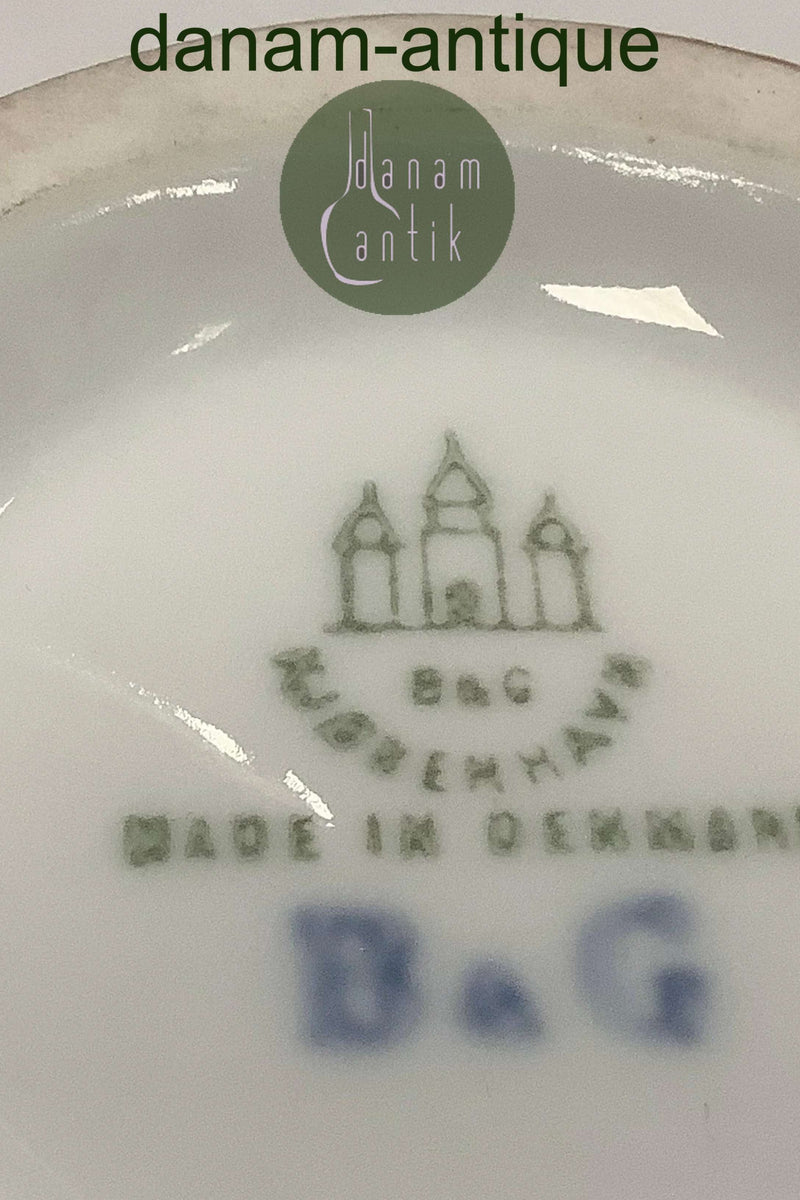 danam-antique
danam
antik
B&G
KJØBENHAVN
MADE IN DENMARK
B&G